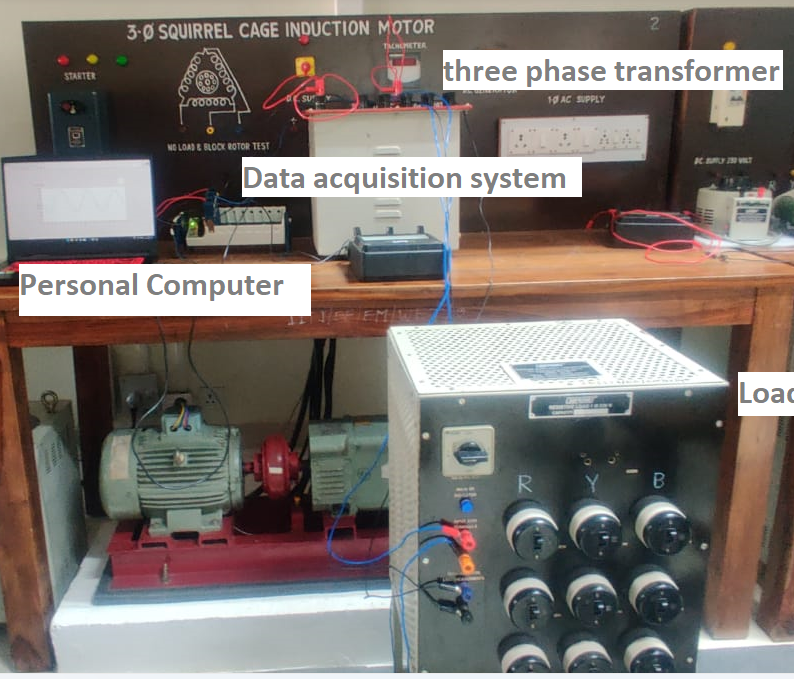 3-Ø SQUIRREL CAGE INDUCTION MOTOR
2
TACHOMETER
STARTER
three phase transformer
1Ø AC SUPPLY
NO LOAD & BLOCK ROTOR TEST
DC. SUPPLY 220 VOLT
Data acquisition system
Personal Computer
Load
R Y B